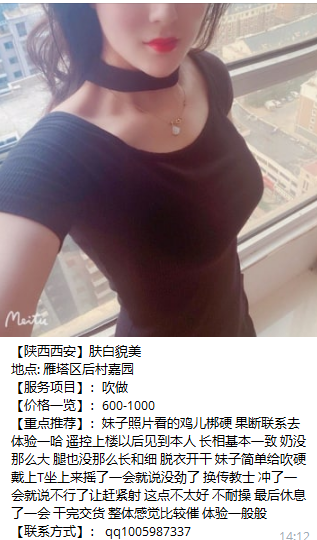 Meitu
【陕西西安】肤白貌美
地点: 雁塔区后村嘉园
【服务项目】: 吹做
【价格一览】: 600-1000
【重点推荐】: 妹子照片看的鸡儿梆硬 果断联系去
体验一哈 遥控上楼以后见到本人 长相基本一致 奶没
那么大 腿也没那么长和细 脱衣开干 妹子简单给吹硬
戴上T坐上来摇了一会就说没劲了 换传教士 冲了一
会就说不行了让赶紧射 这点不太好 不耐操 最后休息
了一会 干完交货 整体感觉比较催 体验一般般
【联系方式】: qq1005987337
14:12